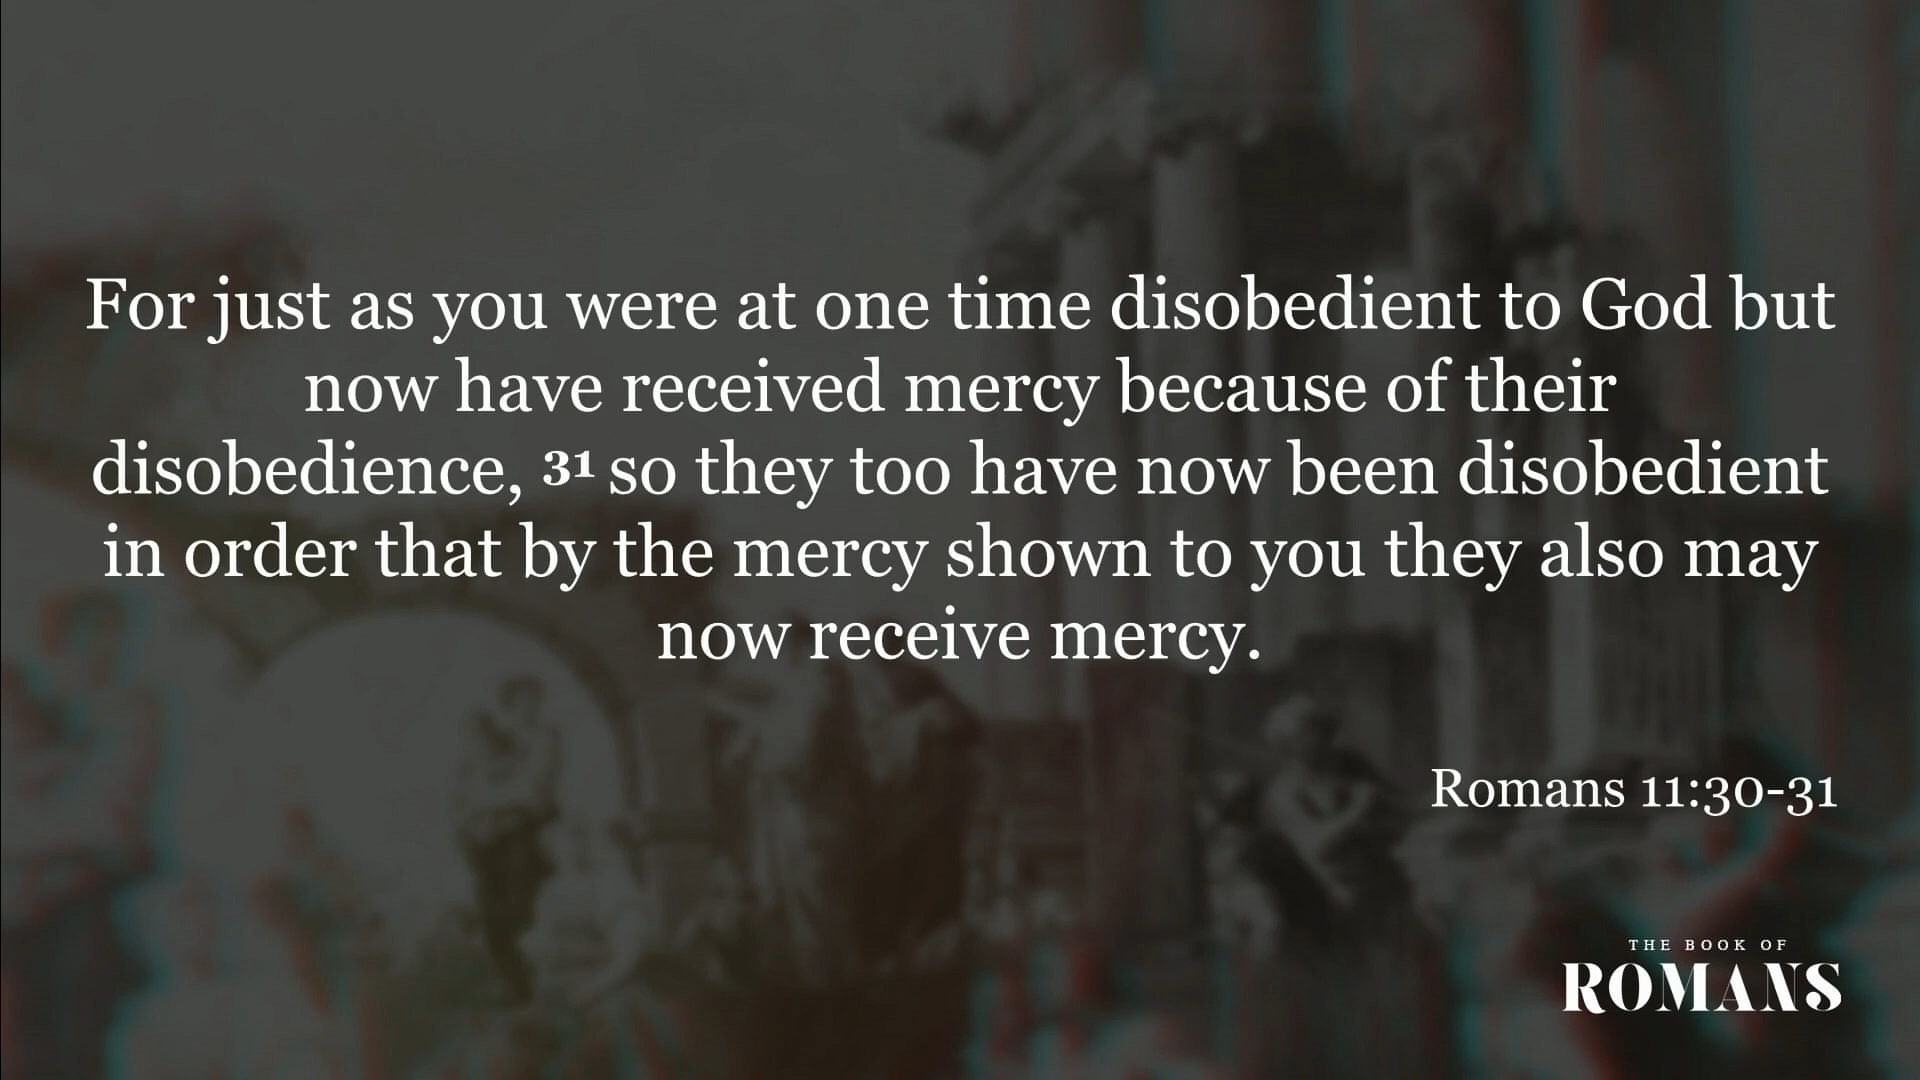 For just as you were at one time disobedient to God but
now have received mercy because of their
disobedience, 31 so they too have now been disobedient
in order that by the mercy shown to you they also may
now receive mercy.
Romans 11:30-31
THE BOOK OF
ROMANS